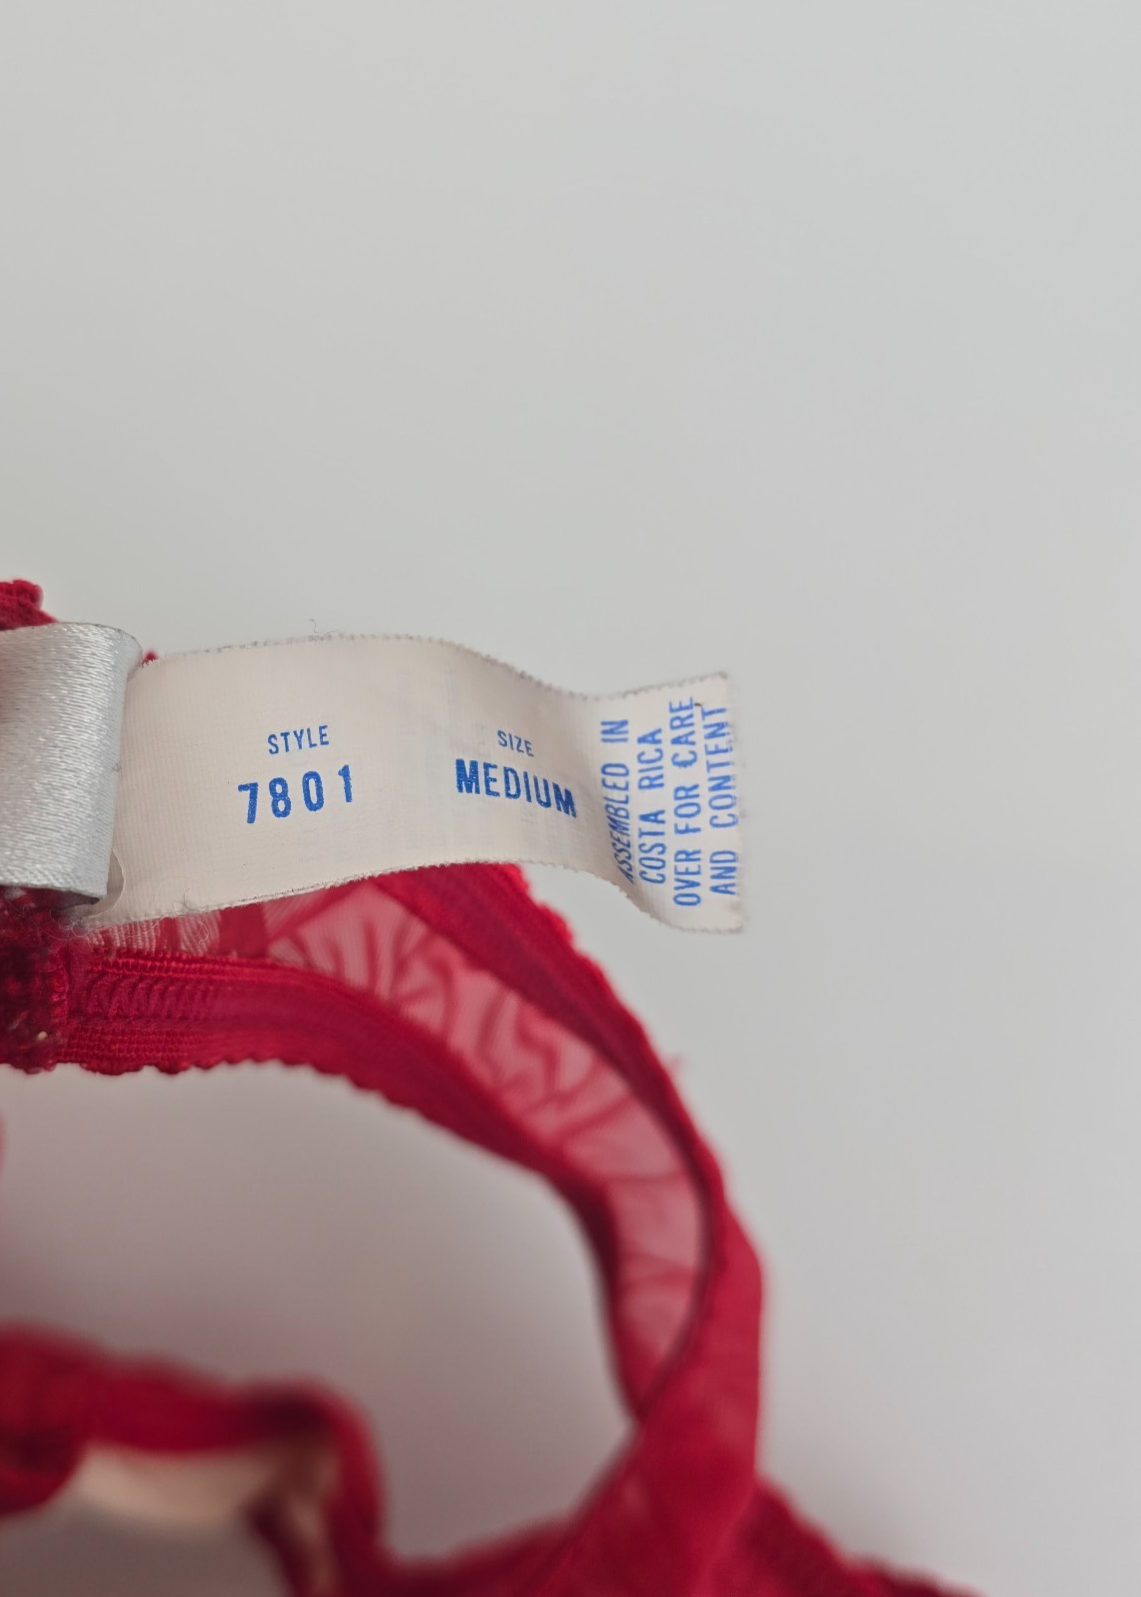 STYLE
7801
SIZE
MEDIUM
ASSEMBLED IN
COSTA RICA
OVER FOR CARE
AND CONTENT